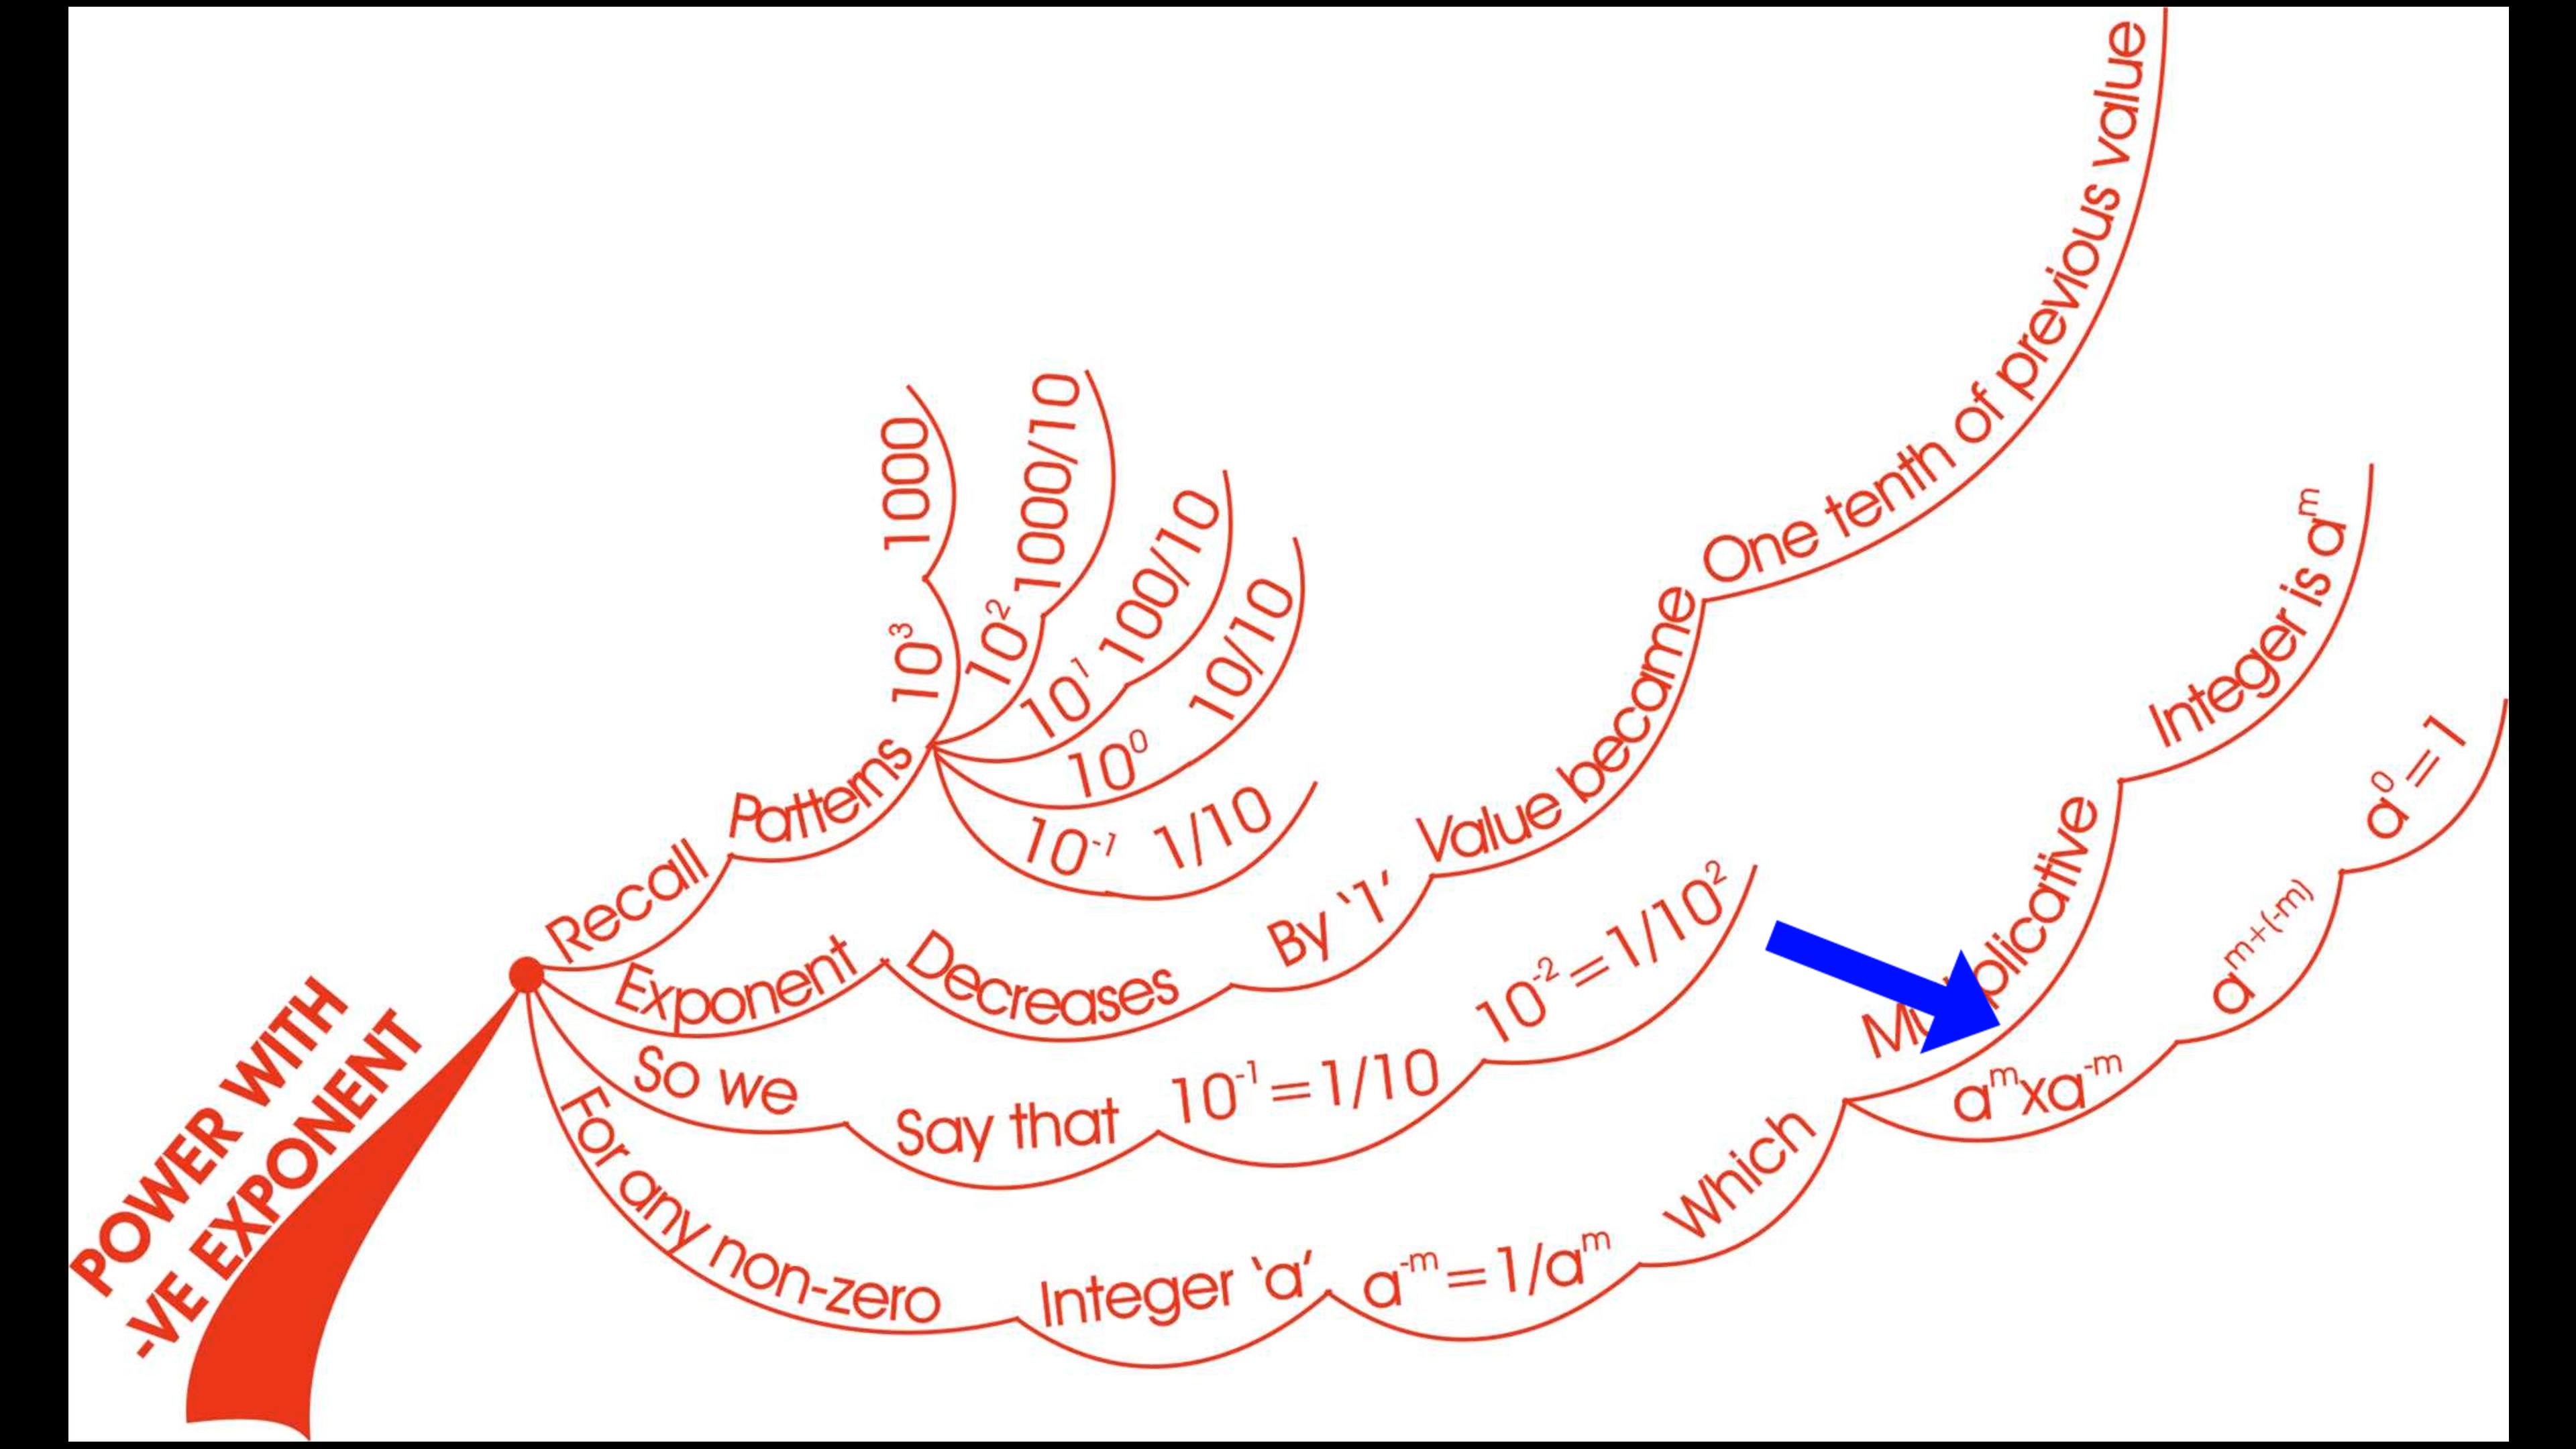 POWER WITH
-VE EXPONENT
Recall
Patterns
10³
1000
10²
1000/10
10¹
100/10
10⁰
10/10
10⁻¹
1/10
Exponent
Decreases
By '1'
Value became
One tenth of previous value
So we
Say that
10⁻¹=1/10
10⁻²=1/10²
For any non-zero
Integer 'a'
a⁻ᵐ=1/aᵐ
Which
Integer is aᵐ
aᵐxa⁻ᵐ
aᵐ⁺⁽⁻ᵐ⁾
a⁰=1